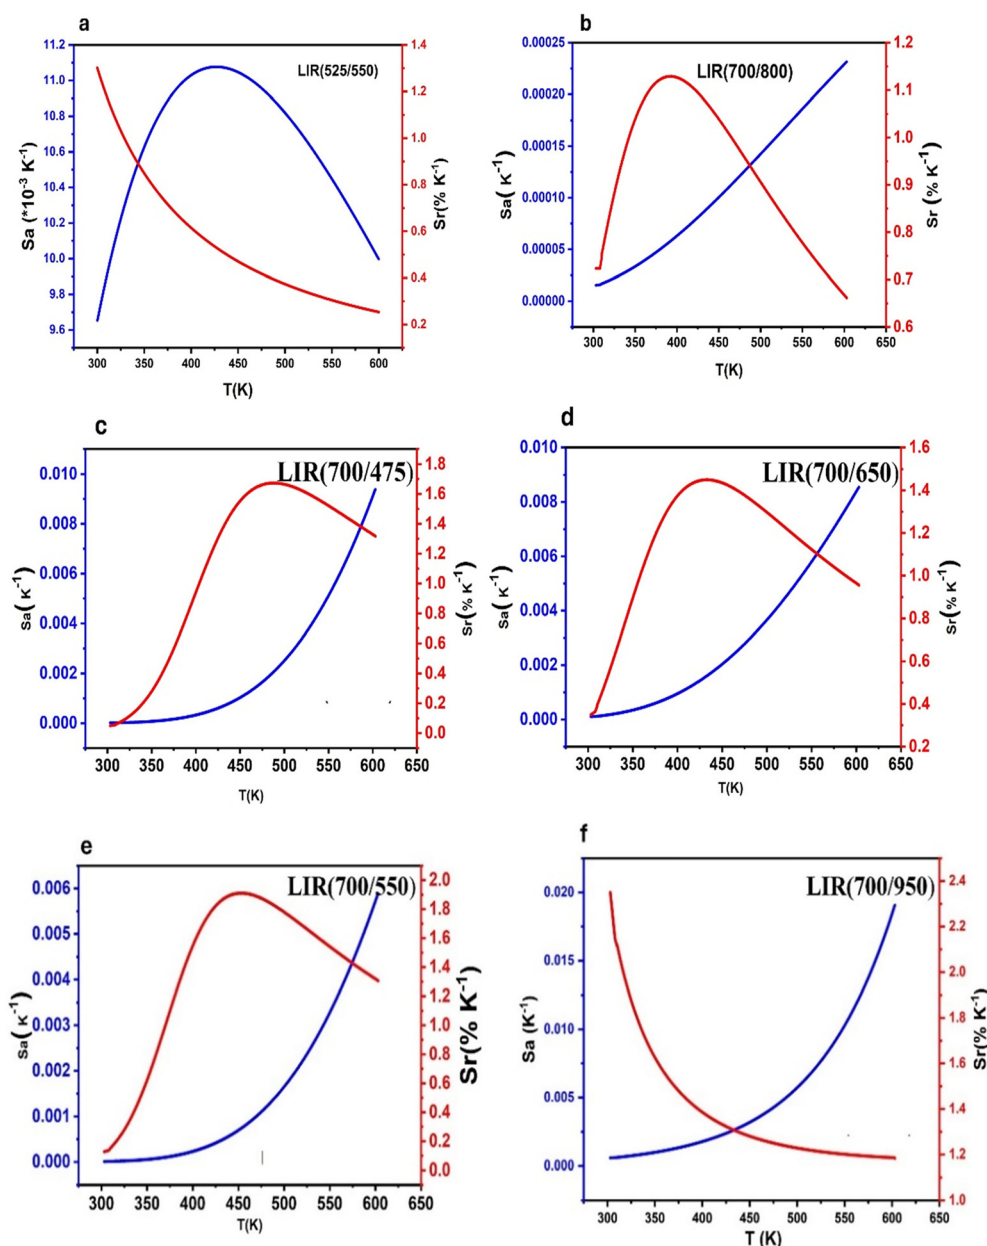 a
LIR(525/550)
11.2
11.0
10.8
10.6
10.4
10.2
10.0
9.8
9.6
Sa (*10⁻³ K⁻¹)
1.4
1.2
1.0
0.8
0.6
0.4
0.2
Sr(% K⁻¹)
300 350 400 450 500 550 600
T(K)
b
LIR(700/800)
0.00025
0.00020
0.00015
0.00010
0.00005
0.00000
Sa( K⁻¹)
1.2
1.1
1.0
0.9
0.8
0.7
0.6
Sr (% K⁻¹)
300 350 400 450 500 550 600 650
T(K)
c
LIR(700/475)
0.010
0.008
0.006
0.004
0.002
0.000
Sa( K⁻¹)
1.8
1.6
1.4
1.2
1.0
0.8
0.6
0.4
0.2
0.0
Sr(% K⁻¹)
300 350 400 450 500 550 600 650
T(K)
d
LIR(700/650)
0.010
0.008
0.006
0.004
0.002
0.000
Sa( K⁻¹)
1.6
1.4
1.2
1.0
0.8
0.6
0.4
0.2
Sr(% K⁻¹)
300 350 400 450 500 550 600 650
T(K)
e
LIR(700/550)
0.006
0.005
0.004
0.003
0.002
0.001
0.000
Sa( K⁻¹)
2.0
1.8
1.6
1.4
1.2
1.0
0.8
0.6
0.4
0.2
0.0
Sr(% K⁻¹)
300 350 400 450 500 550 600 650
T(K)
f
LIR(700/950)
0.020
0.015
0.010
0.005
0.000
Sa (K⁻¹)
2.4
2.2
2.0
1.8
1.6
1.4
1.2
1.0
Sr(% K⁻¹)
300 350 400 450 500 550 600 650
T (K)